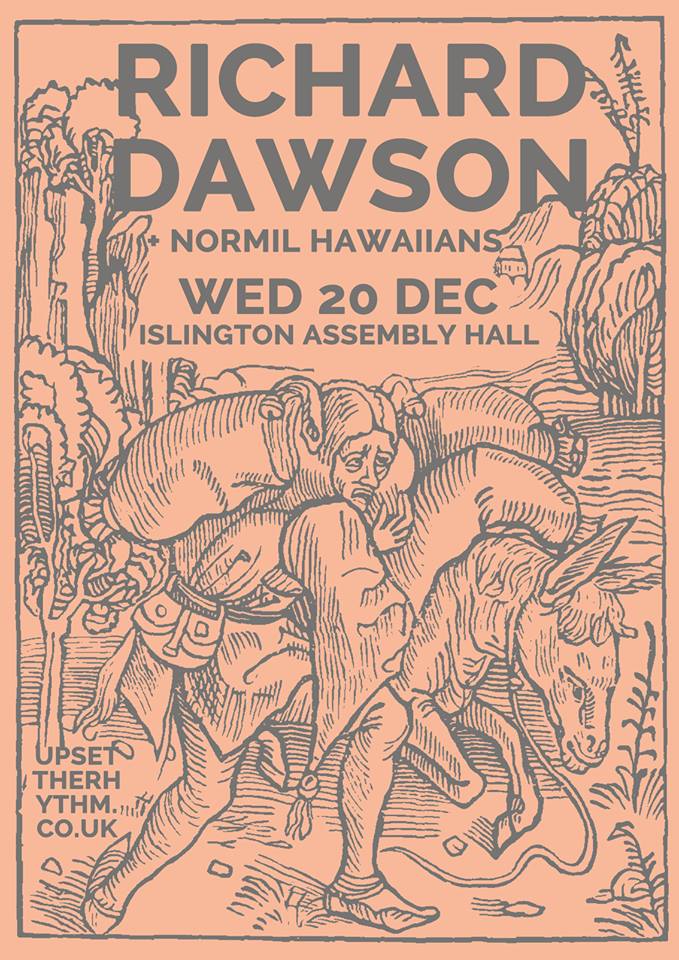 RICHARD
DAWSON
+ NORMIL HAWAIIANS
WED 20 DEC
ISLINGTON ASSEMBLY HALL
UPSET
THERH
YTHM.
CO.UK